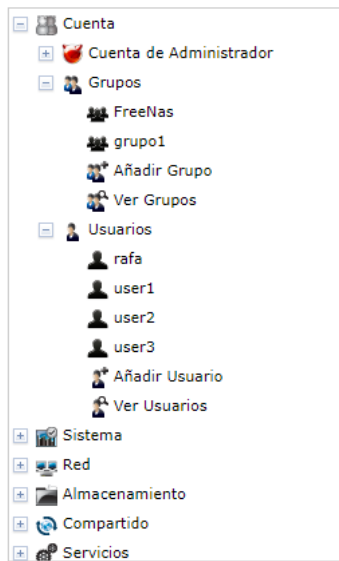 Cuenta
Cuenta de Administrador
Grupos
FreeNas
grupo1
Añadir Grupo
Ver Grupos
Usuarios
rafa
user1
user2
user3
Añadir Usuario
Ver Usuarios
Sistema
Red
Almacenamiento
Compartido
Servicios